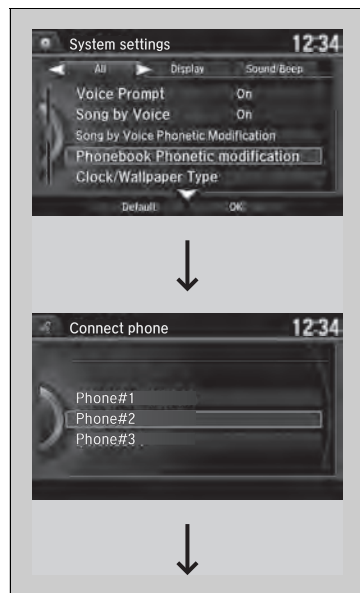 System settings 12:34
All Display Sound/Beep
Voice Prompt On
Song by Voice On
Song by Voice Phonetic Modification
Phonebook Phonetic modification
Clock/Wallpaper Type
Default OK
Connect phone 12:34
Phone#1
Phone#2
Phone#3